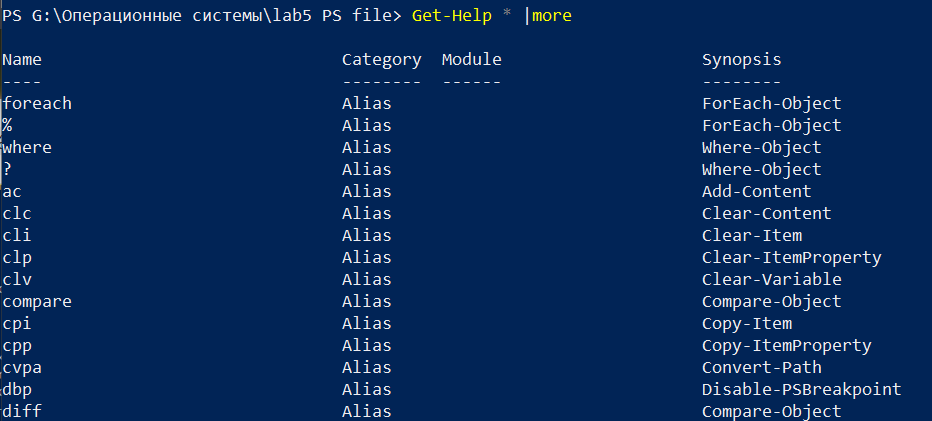 PS G:\Операционные системы\lab5 PS file> Get-Help * |more
Name Category Module Synopsis
---- -------- ------ --------
foreach Alias ForEach-Object
% Alias ForEach-Object
where Alias Where-Object
? Alias Where-Object
ac Alias Add-Content
clc Alias Clear-Content
cli Alias Clear-Item
clp Alias Clear-ItemProperty
clv Alias Clear-Variable
compare Alias Compare-Object
cpi Alias Copy-Item
cpp Alias Copy-ItemProperty
cvpa Alias Convert-Path
dbp Alias Disable-PSBreakpoint
diff Alias Compare-Object